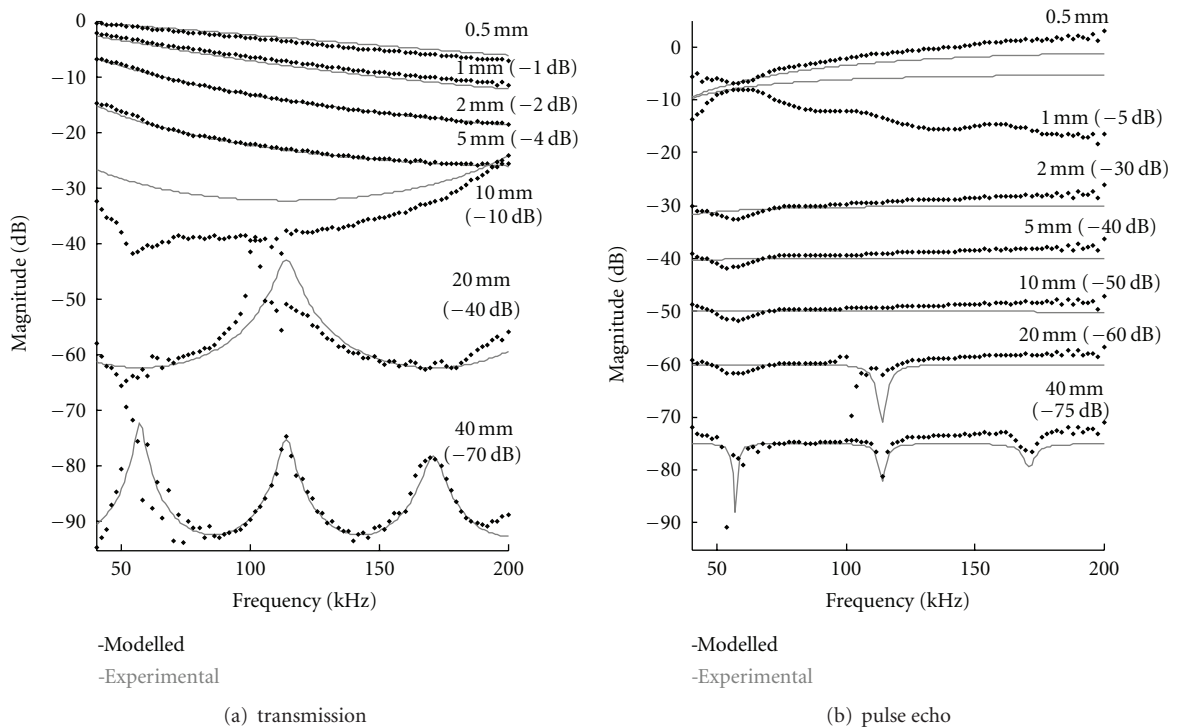 0
−10
−20
−30
−40
−50
−60
−70
−80
−90
Magnitude (dB)
0.5 mm
1 mm (−1 dB)
2 mm (−2 dB)
5 mm (−4 dB)
10 mm
(−10 dB)
20 mm
(−40 dB)
40 mm
(−70 dB)
50
100
150
200
Frequency (kHz)
-Modelled
-Experimental
(a) transmission
0
−10
−20
−30
−40
−50
−60
−70
−80
−90
Magnitude (dB)
0.5 mm
1 mm (−5 dB)
2 mm (−30 dB)
5 mm (−40 dB)
10 mm (−50 dB)
20 mm (−60 dB)
40 mm
(−75 dB)
50
100
150
200
Frequency (kHz)
-Modelled
-Experimental
(b) pulse echo